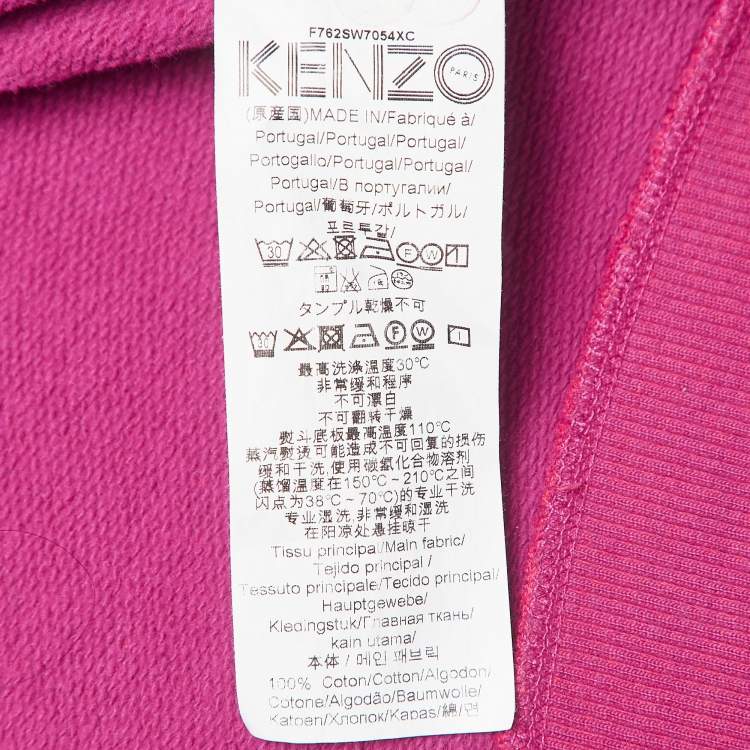 F762SW7054XC
KENZO
PARIS
(原産国)MADE IN/Fabriqué à/
Portugal/Portugal/Portugal/
Portogallo/Portugal/Portugal/
Portugal/В португалии/
Portugal/葡萄牙/ポルトガル/
포르투갈/
30 F W
タンブル乾燥不可
30 F W
最高洗涤温度30℃
非常缓和程序
不可漂白
不可翻转干燥
熨斗底板最高温度110℃
蒸汽熨烫可能造成不可回复的损伤
缓和干洗,使用碳氢化合物溶剂
(蒸馏温度在150℃~210℃之间
闪点为38℃~70℃)的专业干洗
专业湿洗,非常缓和湿洗
在阴凉处悬挂晾干
Tissu principal/Main fabric/
Tejido principal /
Tessuto principale/Tecido principal/
Hauptgewebe/
Kledingstuk/Главная ткань/
kain utama/
本体/메인 패브릭
100% Coton/Cotton/Algodon/
Cotone/Algodão/Baumwolle/
Katoen/Хлопок/Kapas/綿/면